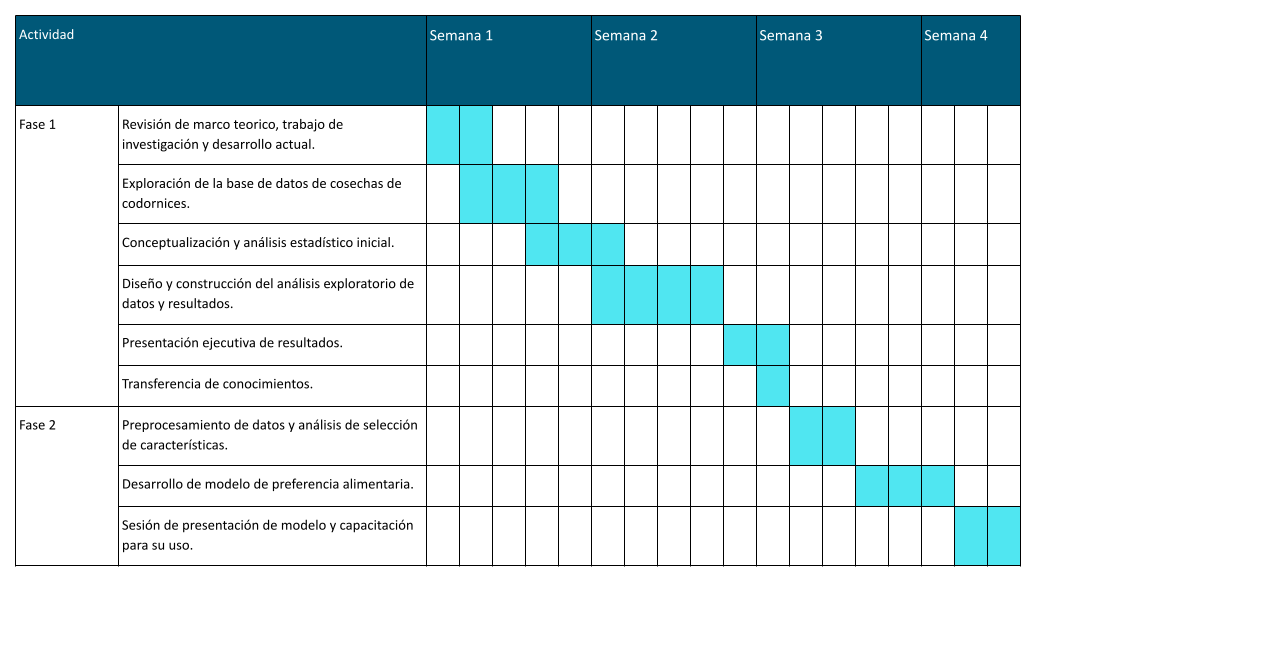 Actividad
Semana 1
Semana 2
Semana 3
Semana 4
Fase 1
Revisión de marco teorico, trabajo de
investigación y desarrollo actual.
Exploración de la base de datos de cosechas de
codornices.
Conceptualización y análisis estadístico inicial.
Diseño y construcción del análisis exploratorio de
datos y resultados.
Presentación ejecutiva de resultados.
Transferencia de conocimientos.
Fase 2
Preprocesamiento de datos y análisis de selección
de características.
Desarrollo de modelo de preferencia alimentaria.
Sesión de presentación de modelo y capacitación
para su uso.